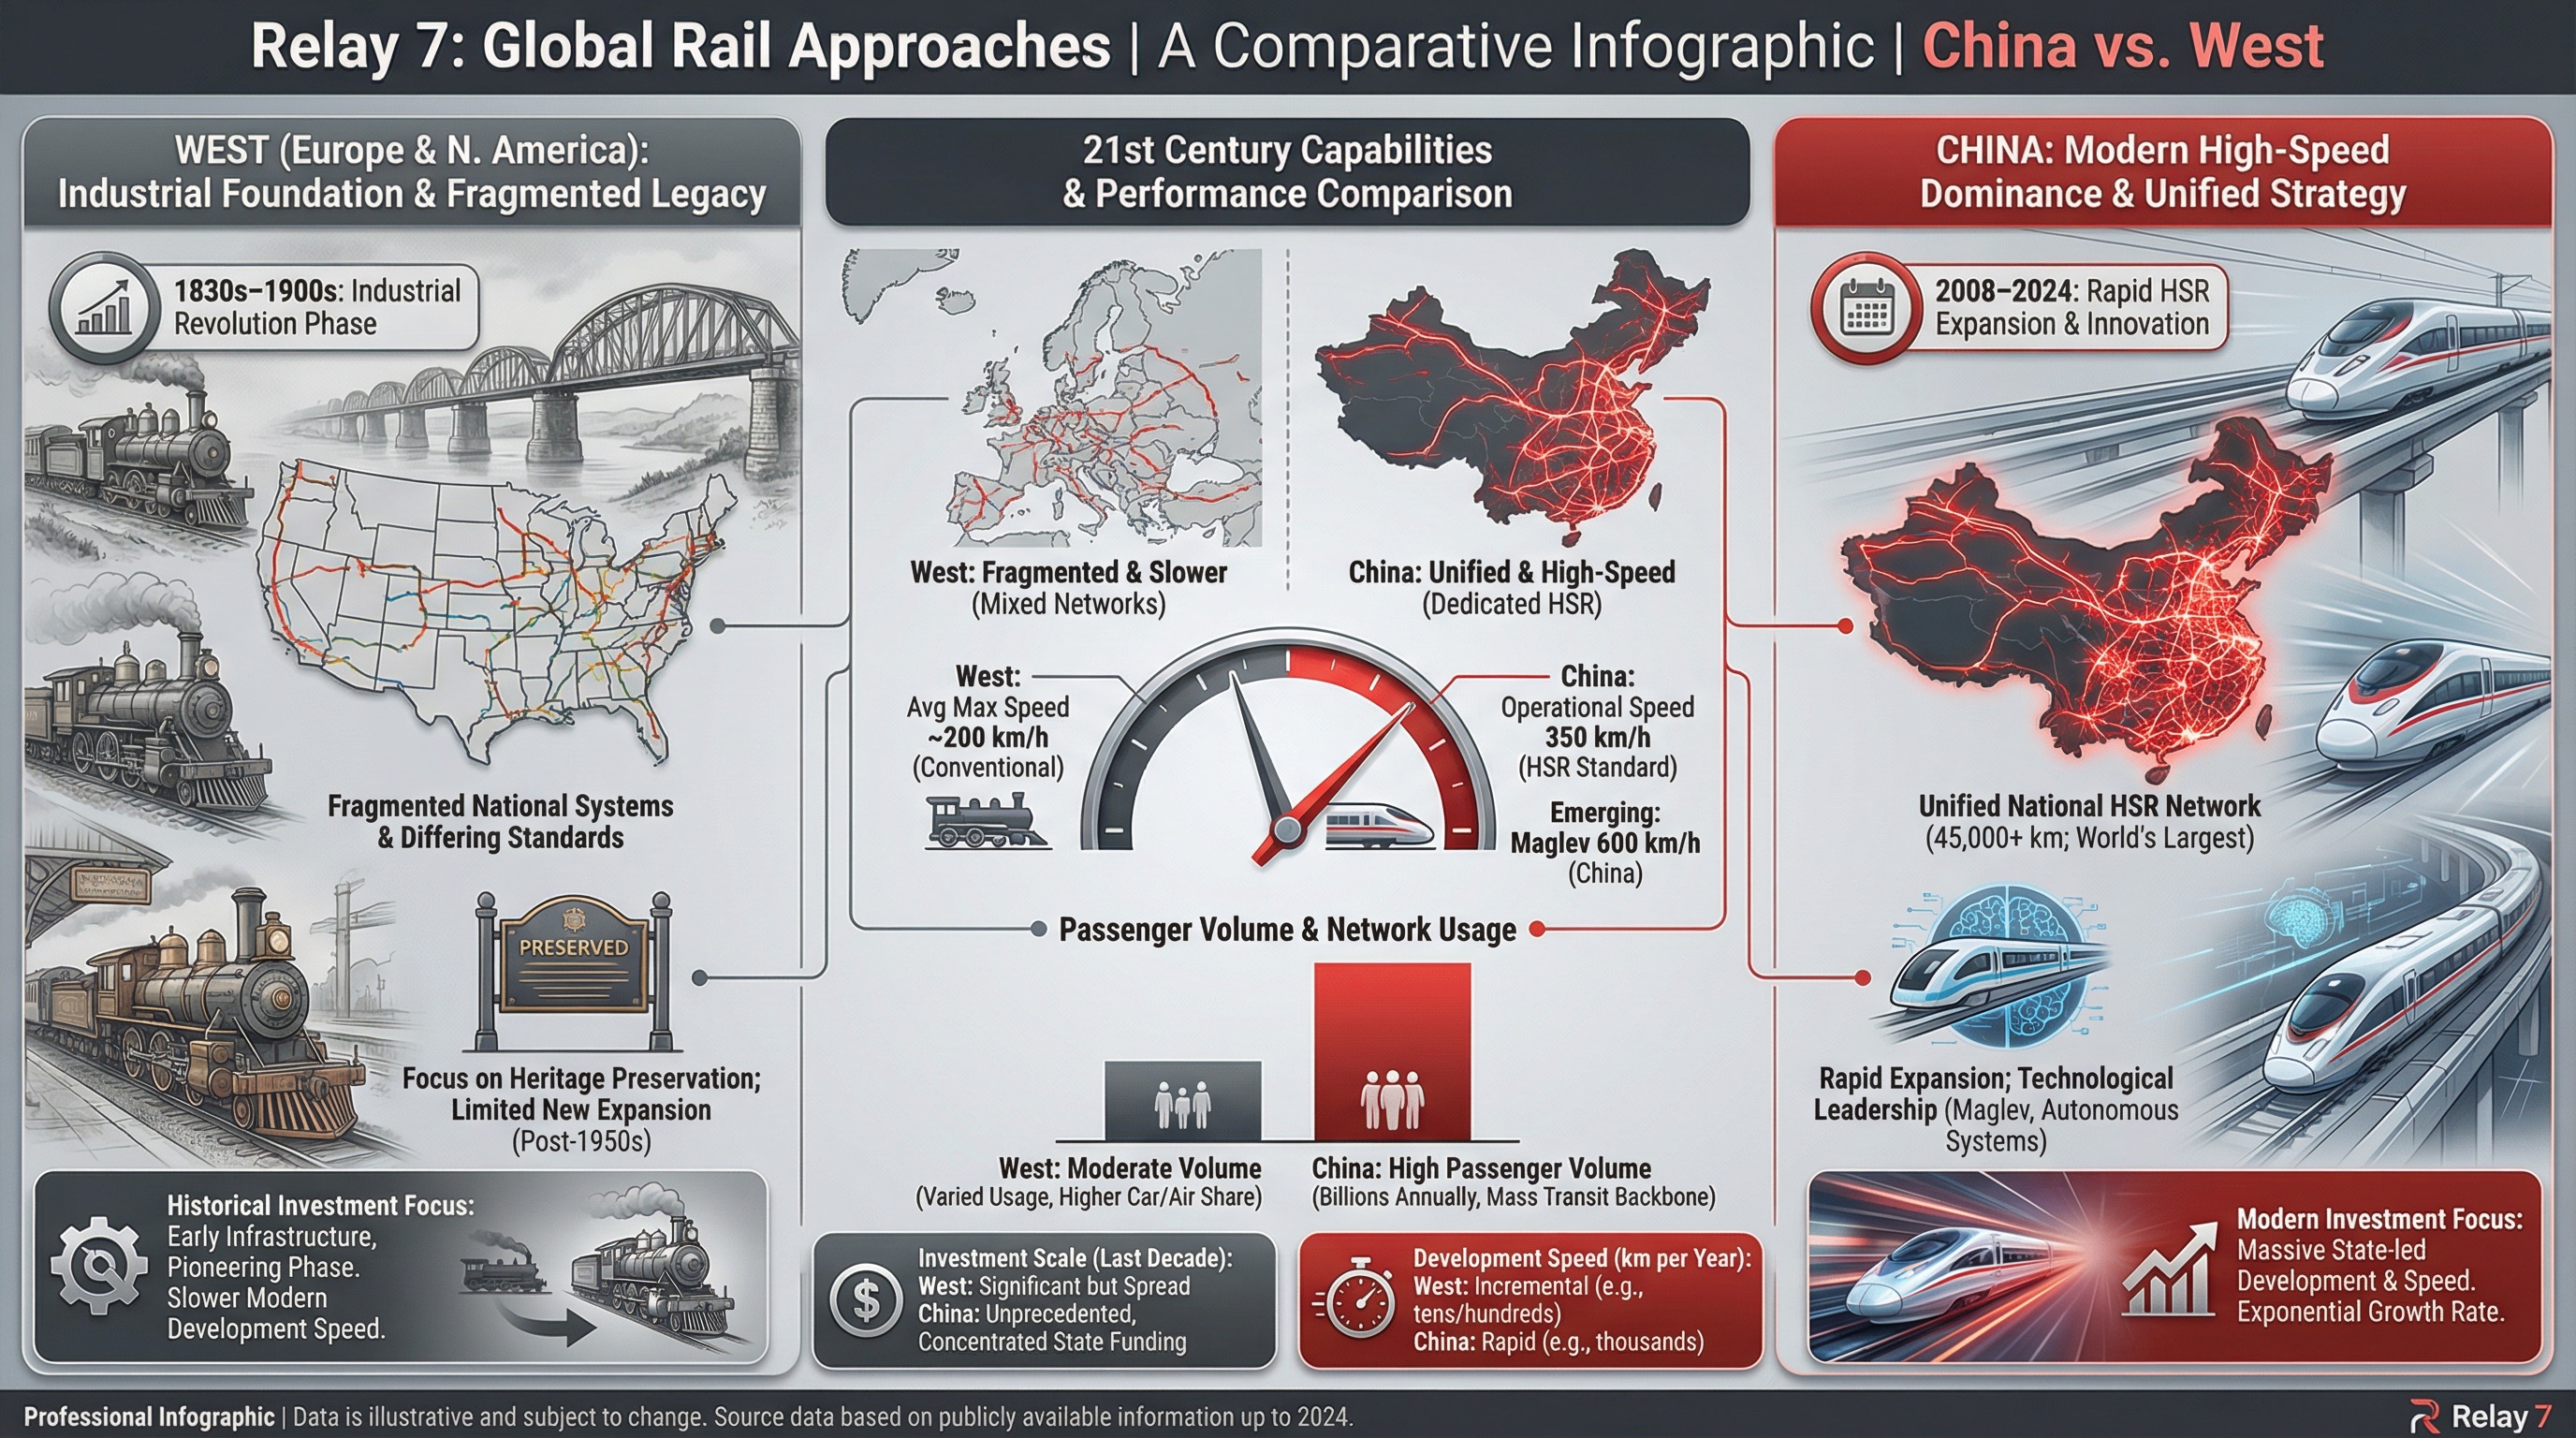 Relay 7: Global Rail Approaches | A Comparative Infographic | China vs. West
WEST (Europe & N. America):
Industrial Foundation & Fragmented Legacy
1830s–1900s: Industrial
Revolution Phase
Fragmented National Systems
& Differing Standards
PRESERVED
Focus on Heritage Preservation;
Limited New Expansion
(Post-1950s)
Historical Investment Focus:
Early Infrastructure,
Pioneering Phase.
Slower Modern
Development Speed.
21st Century Capabilities
& Performance Comparison
West: Fragmented & Slower
(Mixed Networks)
China: Unified & High-Speed
(Dedicated HSR)
West:
Avg Max Speed
~200 km/h
(Conventional)
China:
Operational Speed
350 km/h
(HSR Standard)
Emerging:
Maglev 600 km/h
(China)
Passenger Volume & Network Usage
West: Moderate Volume
(Varied Usage, Higher Car/Air Share)
China: High Passenger Volume
(Billions Annually, Mass Transit Backbone)
$
Investment Scale (Last Decade):
West: Significant but Spread
China: Unprecedented,
Concentrated State Funding
Development Speed (km per Year):
West: Incremental (e.g.,
tens/hundreds)
China: Rapid (e.g., thousands)
CHINA: Modern High-Speed
Dominance & Unified Strategy
2008–2024: Rapid HSR
Expansion & Innovation
Unified National HSR Network
(45,000+ km; World's Largest)
Rapid Expansion; Technological
Leadership (Maglev, Autonomous
Systems)
Modern Investment Focus:
Massive State-led
Development & Speed.
Exponential Growth Rate.
Professional Infographic | Data is illustrative and subject to change. Source data based on publicly available information up to 2024.
Relay 7